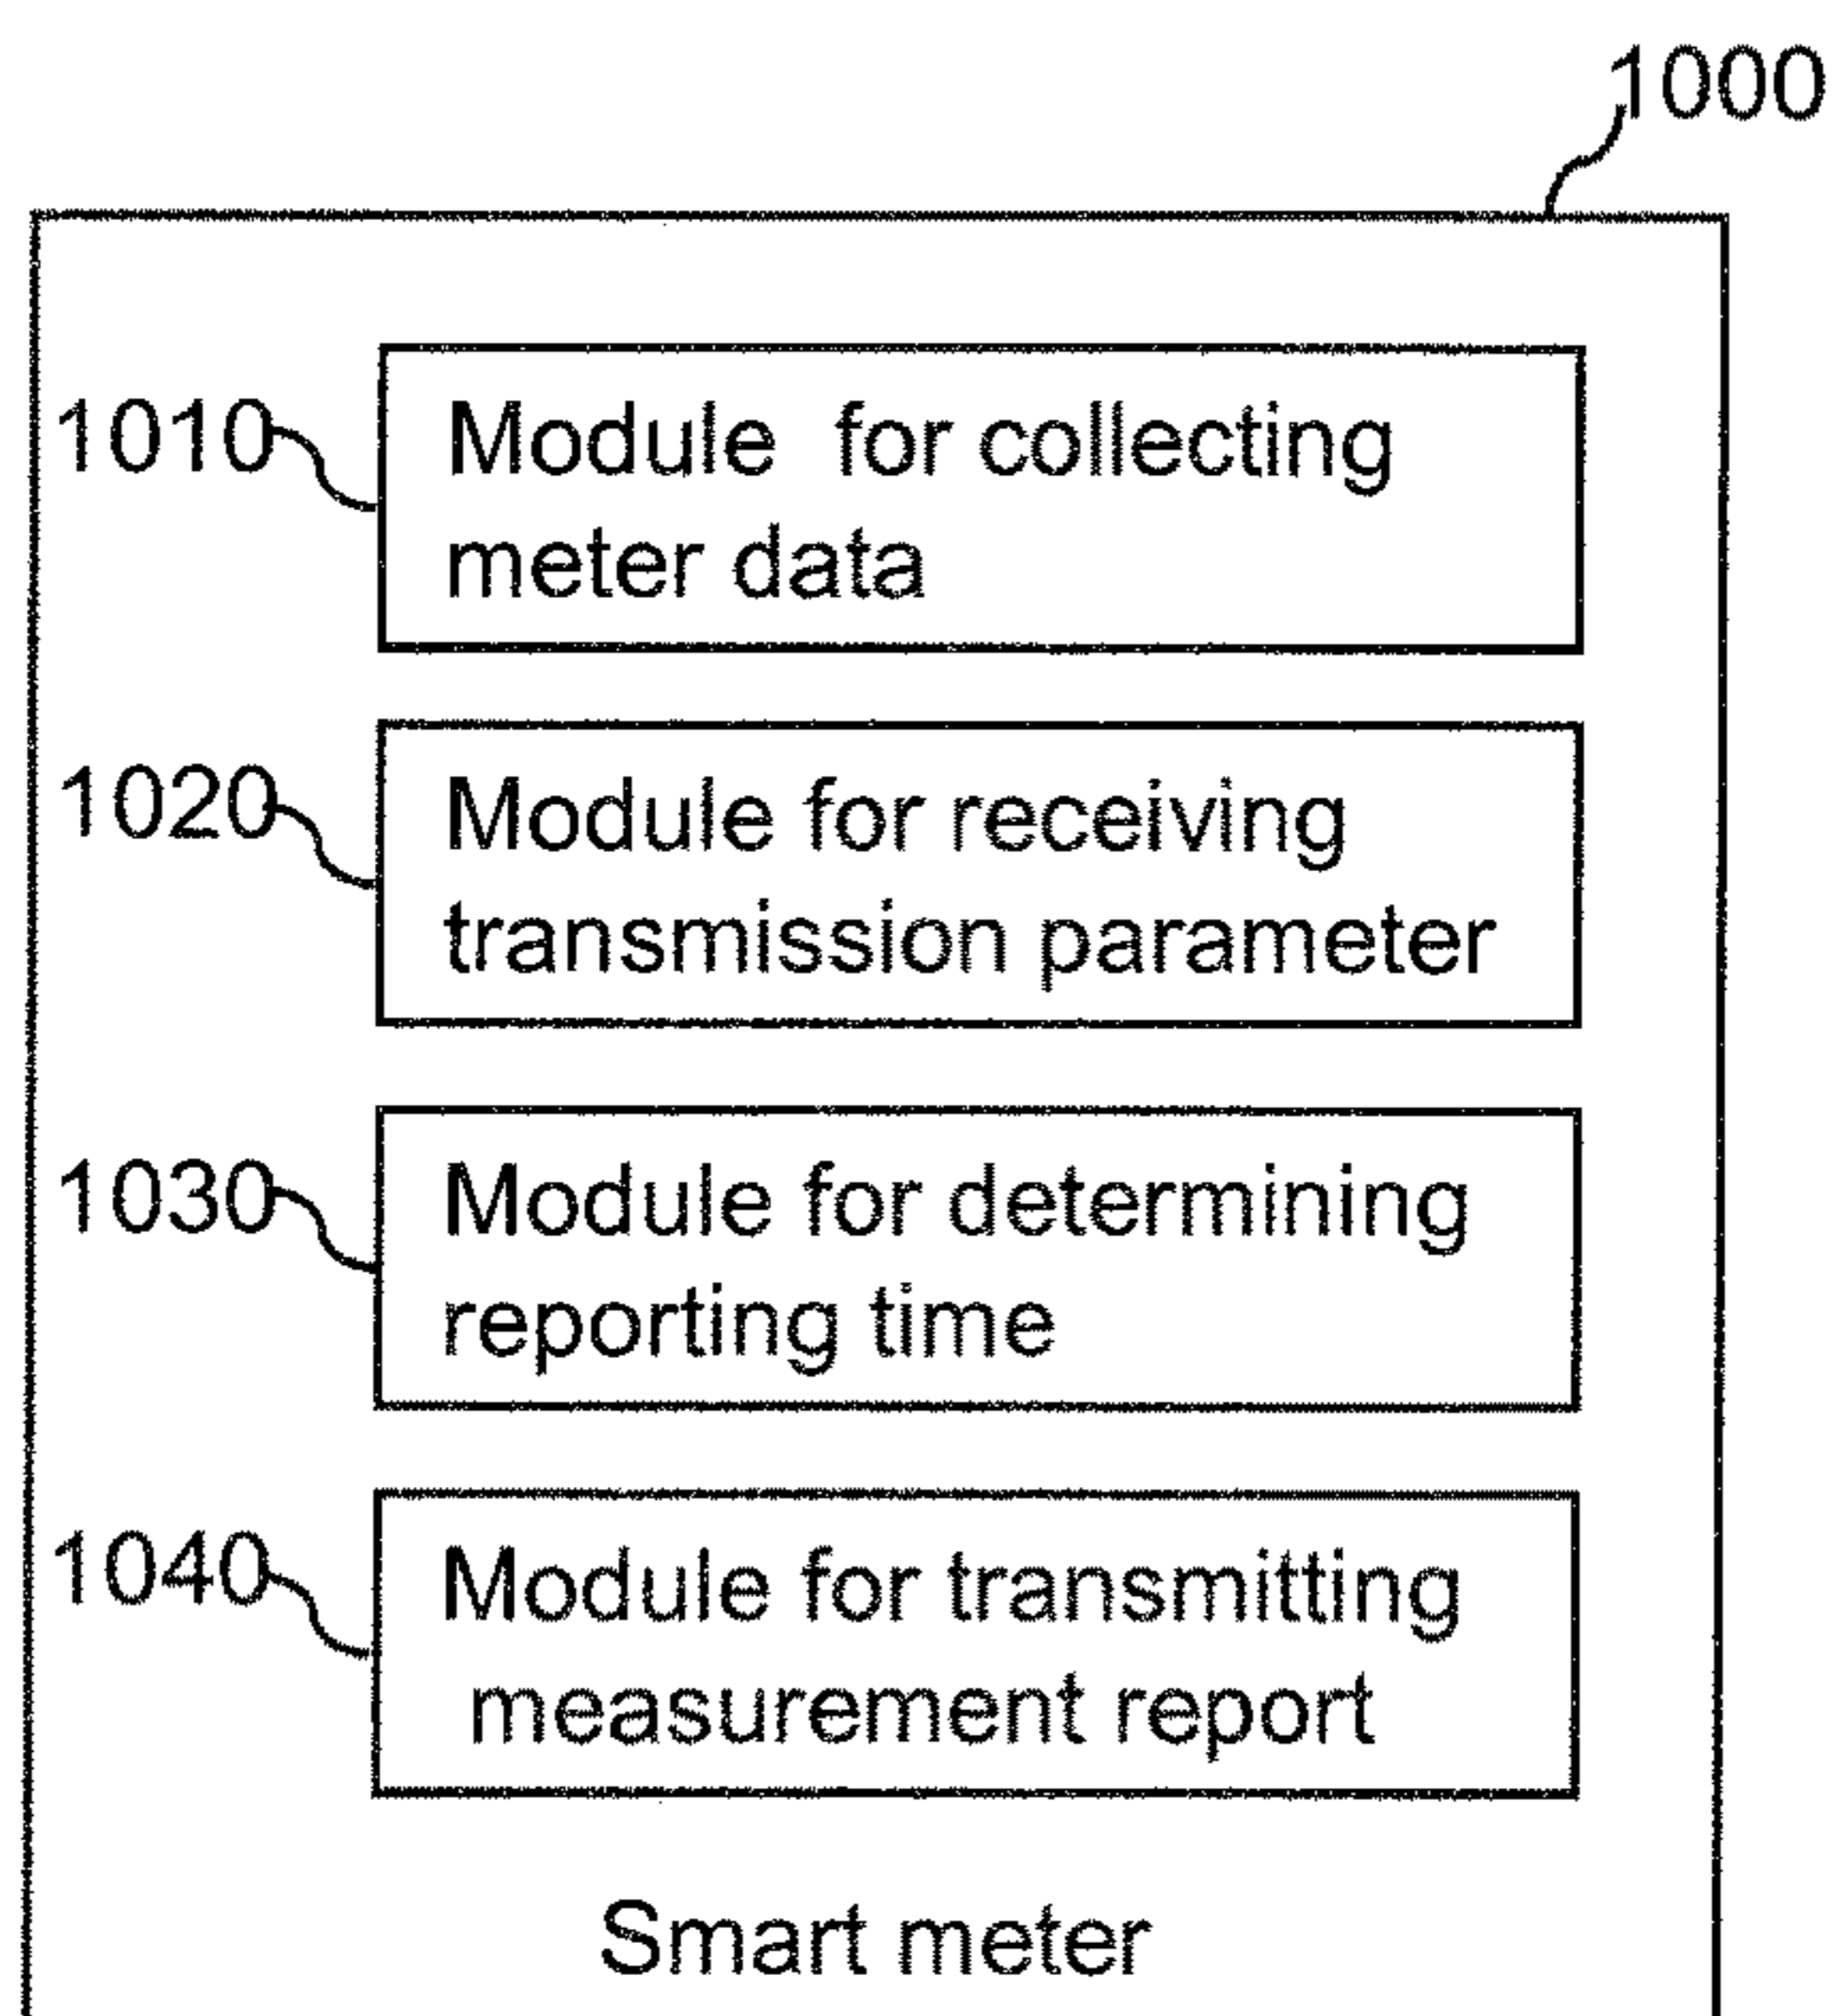 1000
1010
Module for collecting
meter data
1020
Module for receiving
transmission parameter
1030
Module for determining
reporting time
1040
Module for transmitting
measurement report
Smart meter